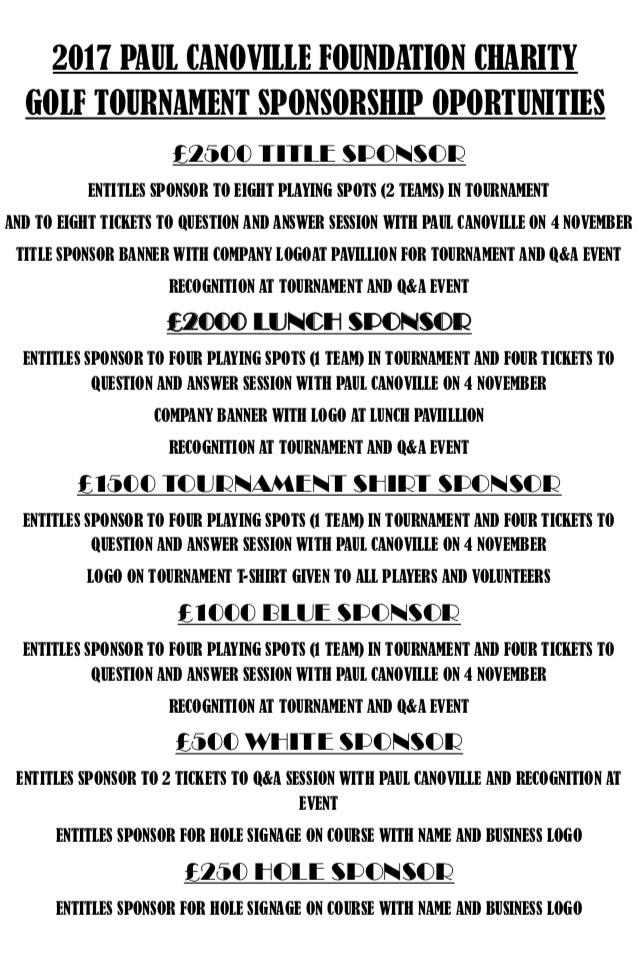 2017 PAUL CANOVILLE FOUNDATION CHARITY
GOLF TOURNAMENT SPONSORSHIP OPORTUNITIES
£2500 TITLE SPONSOR
ENTITLES SPONSOR TO EIGHT PLAYING SPOTS (2 TEAMS) IN TOURNAMENT
AND TO EIGHT TICKETS TO QUESTION AND ANSWER SESSION WITH PAUL CANOVILLE ON 4 NOVEMBER
TITLE SPONSOR BANNER WITH COMPANY LOGOAT PAVILLION FOR TOURNAMENT AND Q&A EVENT
RECOGNITION AT TOURNAMENT AND Q&A EVENT
£2000 LUNCH SPONSOR
ENTITLES SPONSOR TO FOUR PLAYING SPOTS (1 TEAM) IN TOURNAMENT AND FOUR TICKETS TO
QUESTION AND ANSWER SESSION WITH PAUL CANOVILLE ON 4 NOVEMBER
COMPANY BANNER WITH LOGO AT LUNCH PAVIILLION
RECOGNITION AT TOURNAMENT AND Q&A EVENT
£1500 TOURNAMENT SHIRT SPONSOR
ENTITLES SPONSOR TO FOUR PLAYING SPOTS (1 TEAM) IN TOURNAMENT AND FOUR TICKETS TO
QUESTION AND ANSWER SESSION WITH PAUL CANOVILLE ON 4 NOVEMBER
LOGO ON TOURNAMENT T-SHIRT GIVEN TO ALL PLAYERS AND VOLUNTEERS
£1000 BLUE SPONSOR
ENTITLES SPONSOR TO FOUR PLAYING SPOTS (1 TEAM) IN TOURNAMENT AND FOUR TICKETS TO
QUESTION AND ANSWER SESSION WITH PAUL CANOVILLE ON 4 NOVEMBER
RECOGNITION AT TOURNAMENT AND Q&A EVENT
£500 WHITE SPONSOR
ENTITLES SPONSOR TO 2 TICKETS TO Q&A SESSION WITH PAUL CANOVILLE AND RECOGNITION AT
EVENT
ENTITLES SPONSOR FOR HOLE SIGNAGE ON COURSE WITH NAME AND BUSINESS LOGO
£250 HOLE SPONSOR
ENTITLES SPONSOR FOR HOLE SIGNAGE ON COURSE WITH NAME AND BUSINESS LOGO